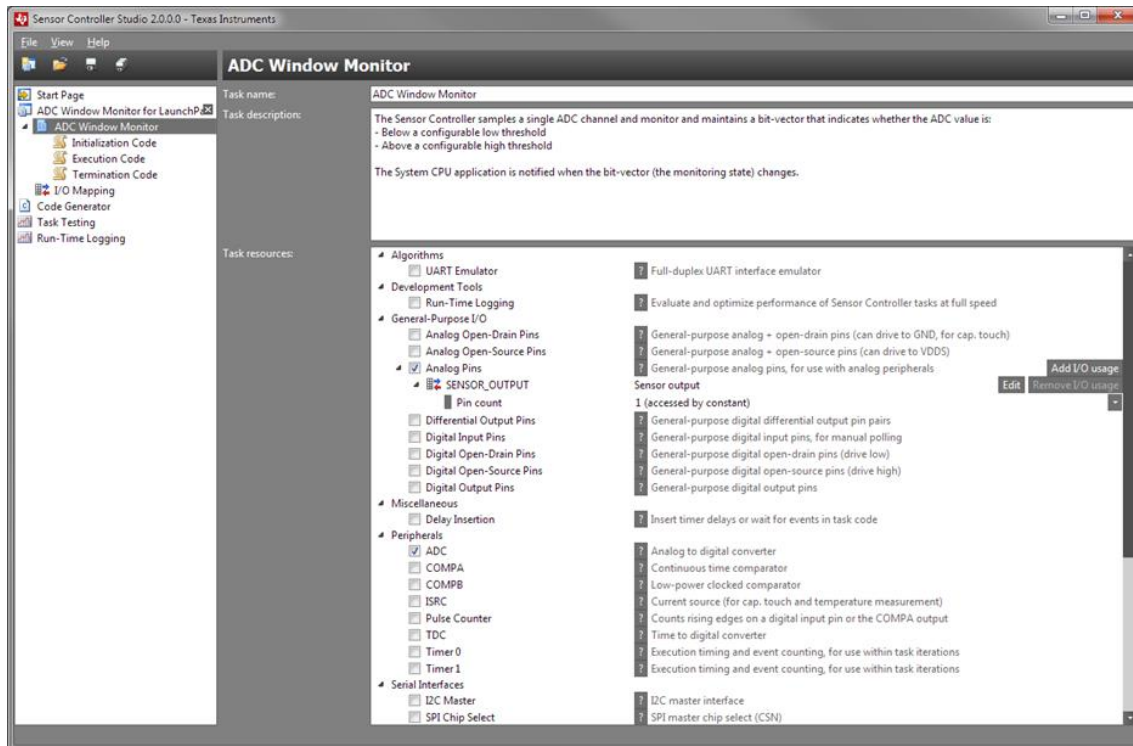 Sensor Controller Studio 2.0.0.0 - Texas Instruments
File View Help
ADC Window Monitor
Start Page
ADC Window Monitor for LaunchPa
ADC Window Monitor
Initialization Code
Execution Code
Termination Code
I/O Mapping
Code Generator
Task Testing
Run-Time Logging
Task name: ADC Window Monitor
Task description: The Sensor Controller samples a single ADC channel and monitor and maintains a bit-vector that indicates whether the ADC value is:
- Below a configurable low threshold
- Above a configurable high threshold
The System CPU application is notified when the bit-vector (the monitoring state) changes.
Task resources:
Algorithms
UART Emulator ? Full-duplex UART interface emulator
Development Tools
Run-Time Logging ? Evaluate and optimize performance of Sensor Controller tasks at full speed
General-Purpose I/O
Analog Open-Drain Pins ? General-purpose analog + open-drain pins (can drive to GND, for cap. touch)
Analog Open-Source Pins ? General-purpose analog + open-source pins (can drive to VDDS)
Analog Pins ? General-purpose analog pins, for use with analog peripherals Add I/O usage
SENSOR_OUTPUT Sensor output Edit Remove I/O usage
Pin count 1 (accessed by constant)
Differential Output Pins ? General-purpose digital differential output pin pairs
Digital Input Pins ? General-purpose digital input pins, for manual polling
Digital Open-Drain Pins ? General-purpose digital open-drain pins (drive low)
Digital Open-Source Pins ? General-purpose digital open-source pins (drive high)
Digital Output Pins ? General-purpose digital output pins
Miscellaneous
Delay Insertion ? Insert timer delays or wait for events in task code
Peripherals
ADC ? Analog to digital converter
COMPA ? Continuous time comparator
COMPB ? Low-power clocked comparator
ISRC ? Current source (for cap. touch and temperature measurement)
Pulse Counter ? Counts rising edges on a digital input pin or the COMPA output
TDC ? Time to digital converter
Timer 0 ? Execution timing and event counting, for use within task iterations
Timer 1 ? Execution timing and event counting, for use within task iterations
Serial Interfaces
I2C Master ? I2C master interface
SPI Chip Select ? SPI master chip select (CSN)